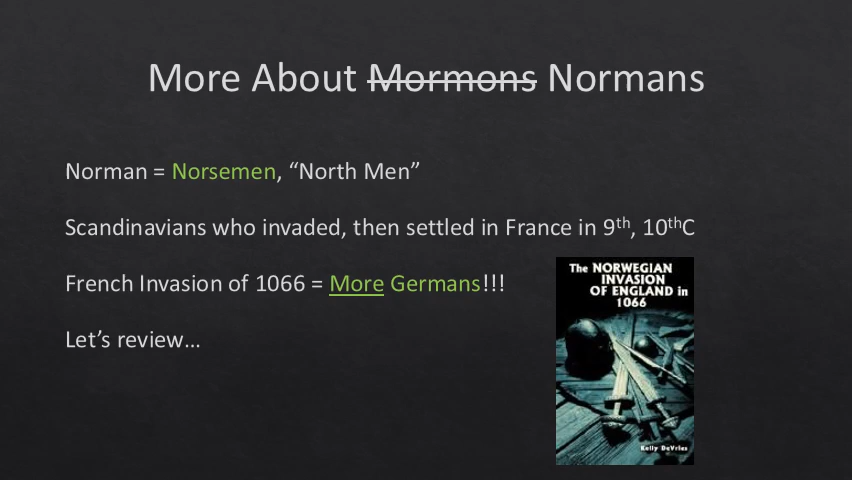 More About Mormons Normans
Norman = Norsemen, “North Men”
Scandinavians who invaded, then settled in France in 9th, 10thC
French Invasion of 1066 = More Germans!!!
Let’s review…
The NORWEGIAN
INVASION
OF ENGLAND in
1066
Kelly DeVries